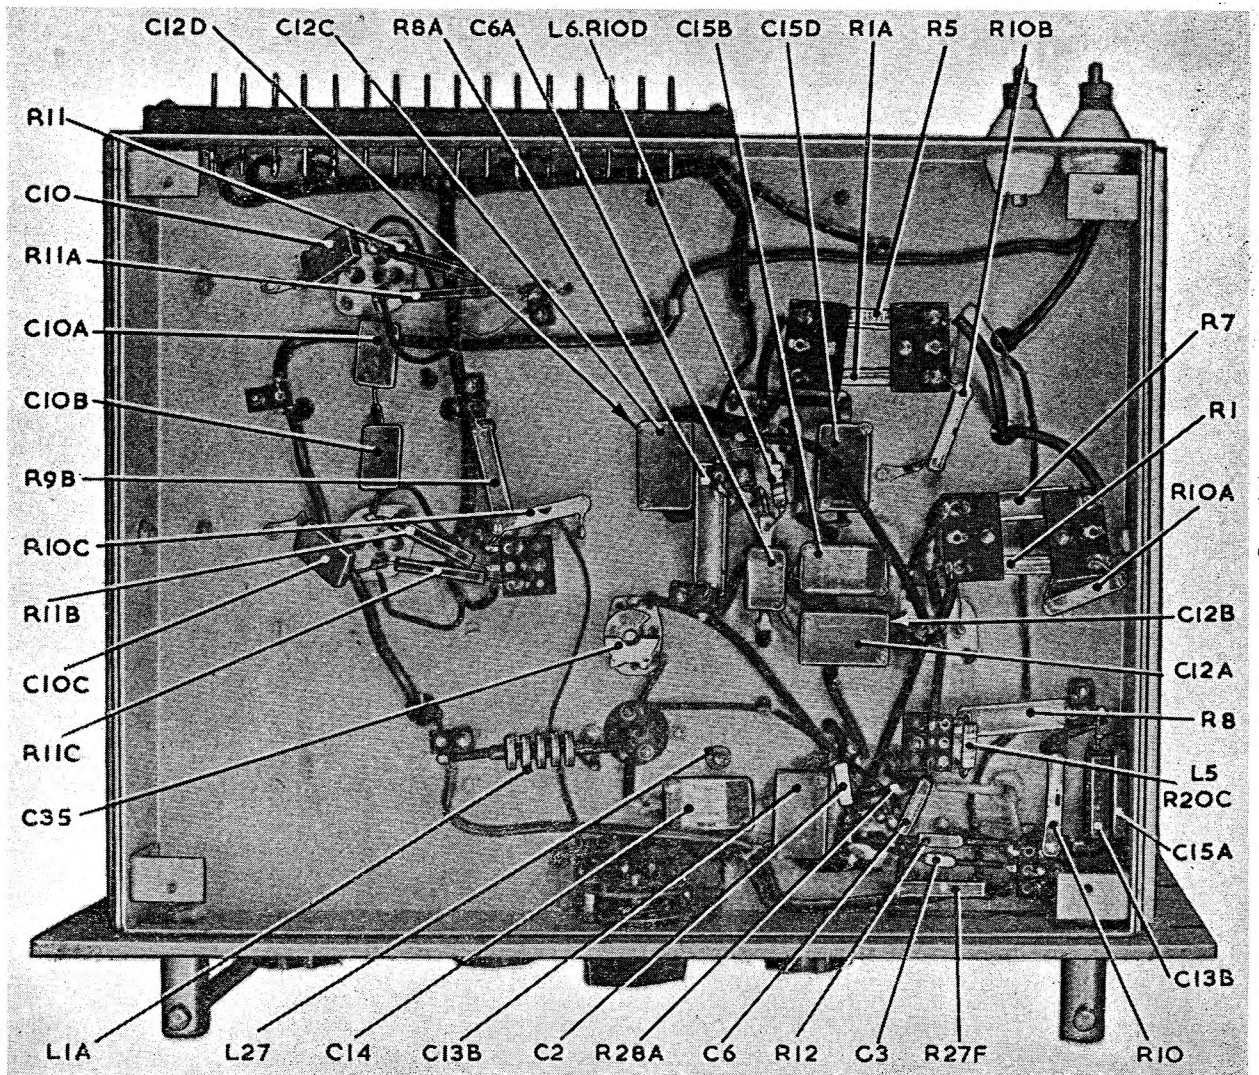 C12D C12C R8A C6A L6.R10D C15B C15D R1A R5 R10B
R11
C10
R11A
C10A
R7
C10B
R1
R9B
R10A
R10C
R11B
C12B
C10C
C12A
R11C
R8
L5
R20C
C35
C15A
C13B
L1A L27 C14 C13B C2 R28A C6 R12 C3 R27F R10